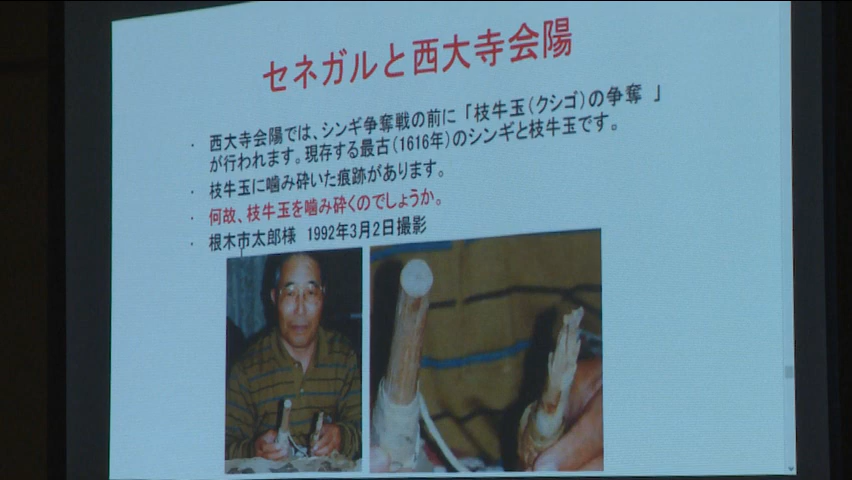 セネガルと西大寺会陽
・ 西大寺会陽では、シンギ争奪戦の前に 「枝牛玉(クシゴ)の争奪 」
が行われます。現存する最古(1616年)のシンギと枝牛玉です。
・ 枝牛玉に噛み砕いた痕跡があります。
・ 何故、枝牛玉を噛み砕くのでしょうか。
・ 根木市太郎様 1992年3月2日撮影